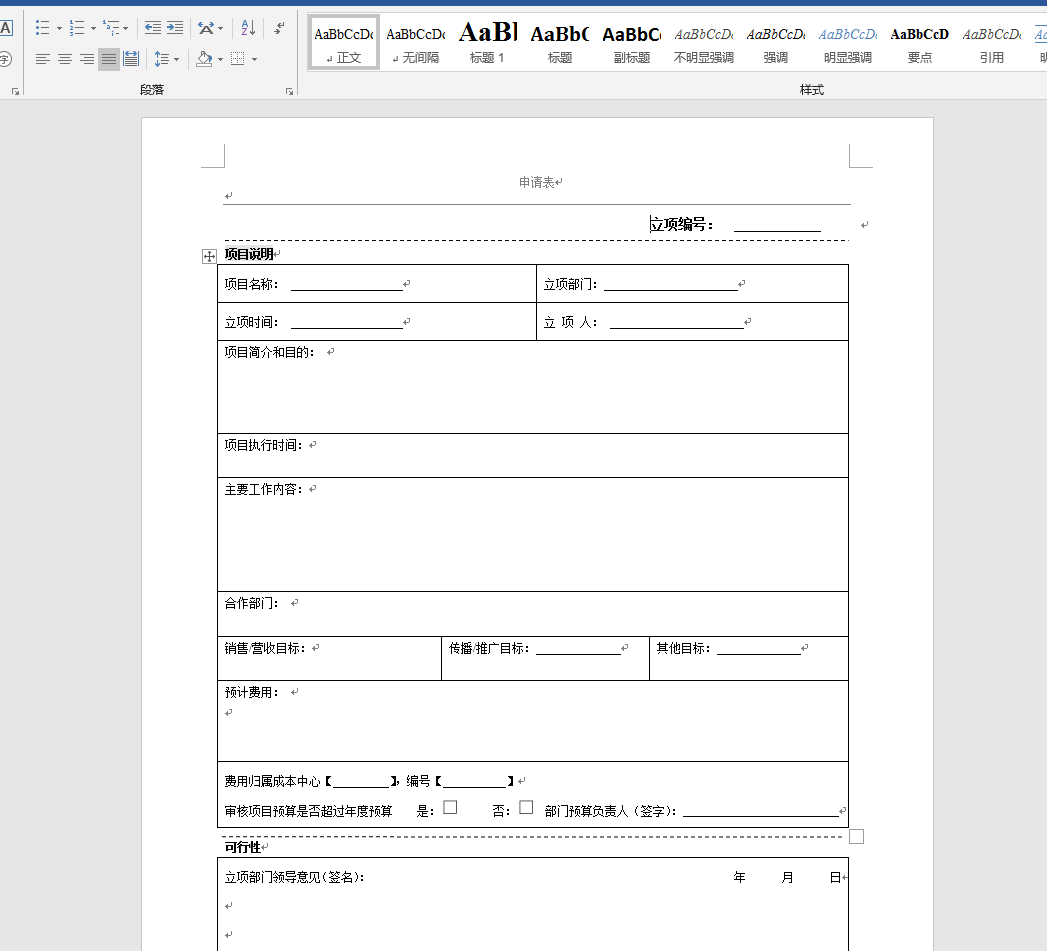 A
字
AaBbCcDc AaBbCcDc AaBl AaBbC AaBbC AaBbCcDc AaBbCcDc AaBbCcDc AaBbCcD AaBbCcDc
正文 无间隔 标题 1 标题 副标题 不明显强调 强调 明显强调 要点 引用
段落 样式
申请表
立项编号：
项目说明
项目名称： 立项部门：
立项时间： 立 项 人：
项目简介和目的：
项目执行时间：
主要工作内容：
合作部门：
销售/营收目标： 传播/推广目标： 其他目标：
预计费用：
费用归属成本中心【________】，编号【________】
审核项目预算是否超过年度预算 是：□ 否：□ 部门预算负责人（签字）：
可行性
立项部门领导意见（签名）： 年 月 日